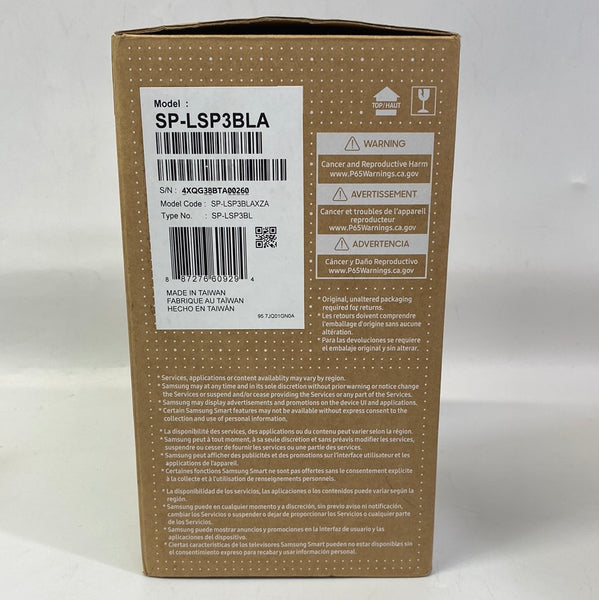 Model :
SP-LSP3BLA
TOP/HAUT
S/N : 4XQG38BTA00260
Model Code : SP-LSP3BLAXZA
Type No. : SP-LSP3BL
8 87276 60929 4
MADE IN TAIWAN
FABRIQUE AU TAÏWAN
HECHO EN TAIWÁN
95.7JQ01GN0A
WARNING
Cancer and Reproductive Harm
www.P65Warnings.ca.gov
AVERTISSEMENT
Cancer et troubles de l'appareil
reproducteur
www.P65Warnings.ca.gov
ADVERTENCIA
Cáncer y Daño Reproductivo
www.P65Warnings.ca.gov
* Original, unaltered packaging
required for returns.
* Les retours doivent comprendre
l'emballage d'origine sans aucune
altération.
* Para las devoluciones se requiere
el embalaje original y sin alterar.
* Services, applications or content availability may vary by region.
* Samsung may at any time and in its sole discretion without prior warning or notice change
the Services or suspend and/or cease providing the Services or any part of the Services.
* Samsung may display advertisements and promotions on the device UI and applications.
* Certain Samsung Smart features may not be available without express consent to the
collection and use of personal information.
* La disponibilité des services, des applications ou du contenu peut varier selon la région.
* Samsung peut à tout moment, à sa seule discrétion et sans préavis modifier les services,
suspendre ou cesser de fournir les services ou une partie des services.
* Samsung peut afficher des publicités et des promotions sur l'interface utilisateur et les
applications de l'appareil.
* Certaines fonctions Samsung Smart ne sont pas offertes sans le consentement explicite
à la collecte et à l'utilisation de renseignements personnels.
* La disponibilidad de los servicios, las aplicaciones o los contenidos puede variar según la
región.
* Samsung puede en cualquier momento y a discreción, sin previo aviso ni notificación,
cambiar los Servicios o suspender o dejar de proporcionar los Servicios o cualquier parte
de los Servicios.
* Samsung puede mostrar anuncios y promociones en la Interfaz de usuario y las
aplicaciones del dispositivo.
* Ciertas características de los televisores Samsung Smart pueden no estar disponibles sin
el consentimiento expreso para recabar y usar información personal.